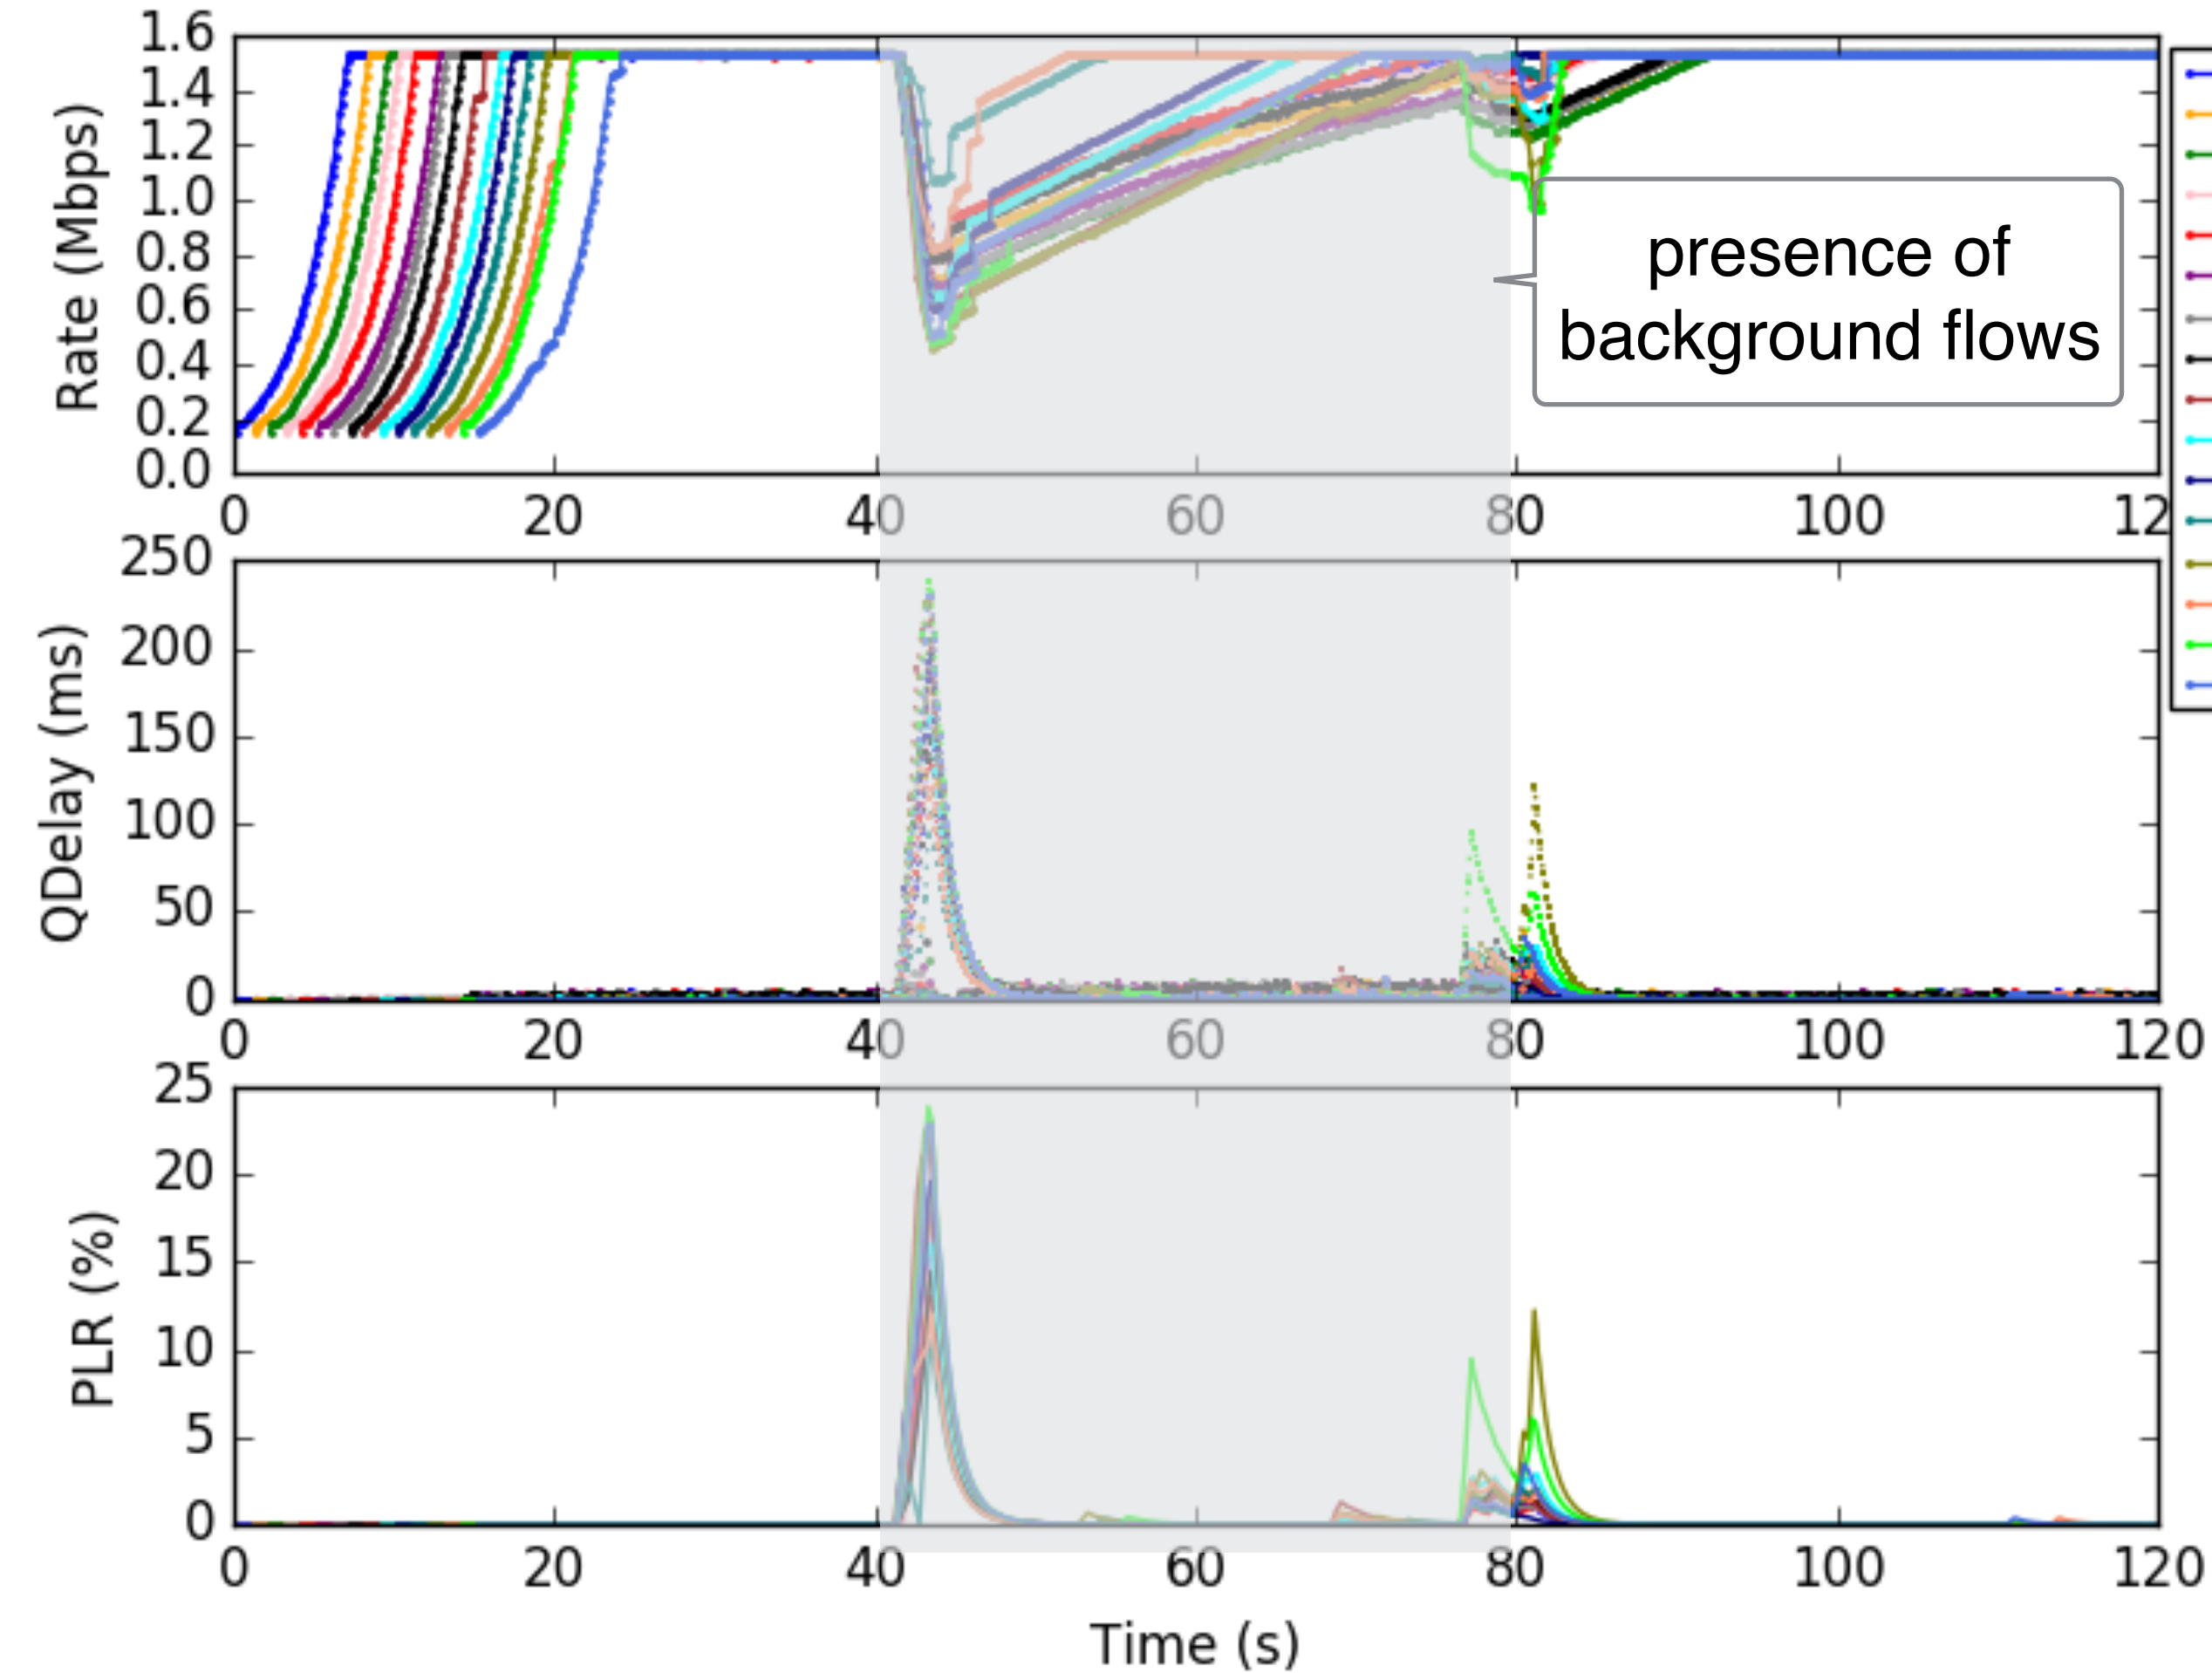 Rate (Mbps)
1.6
1.4
1.2
1.0
0.8
0.6
0.4
0.2
0.0
0 20 40 60 80 100 12
presence of
background flows
QDelay (ms)
250
200
150
100
50
0
0 20 40 60 80 100 120
PLR (%)
25
20
15
10
5
0
0 20 40 60 80 100 120
Time (s)